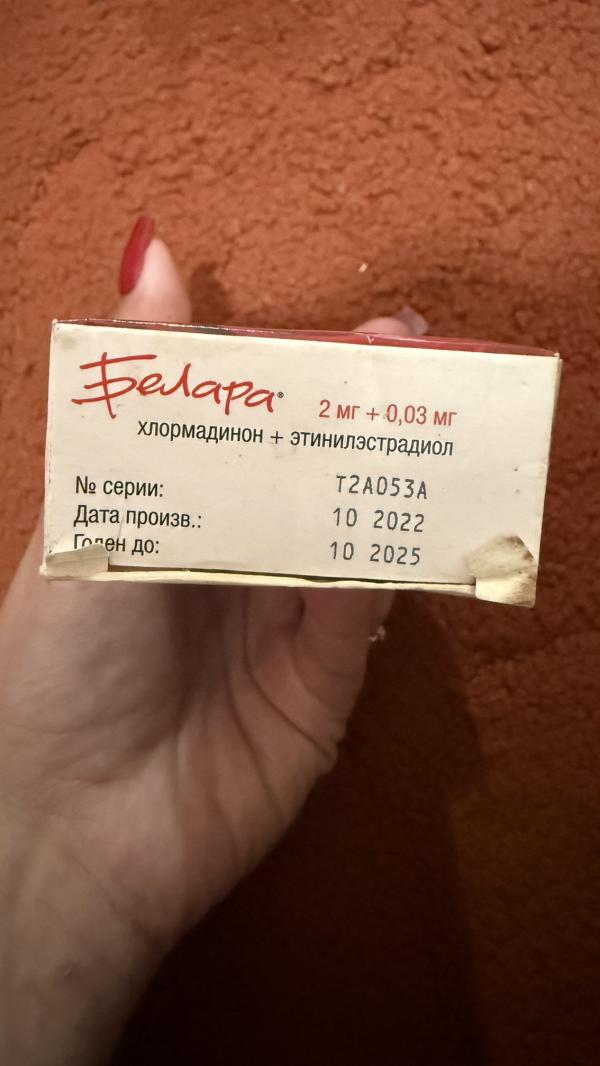 Белара® 2 мг + 0,03 мг
хлормадинон + этинилэстрадиол
№ серии: T2A053A
Дата произв.: 10 2022
Годен до: 10 2025